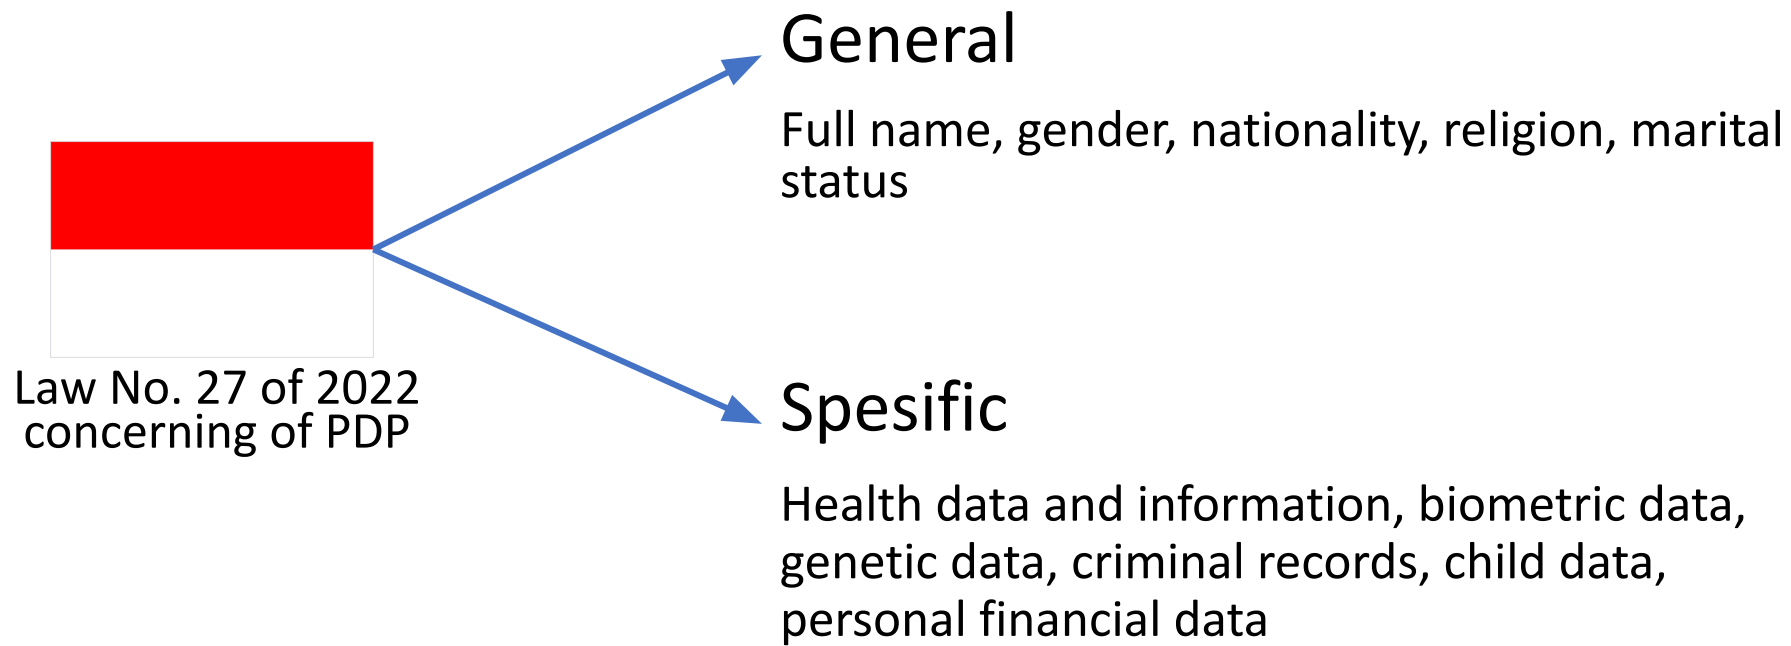 General
Full name, gender, nationality, religion, marital
status
Law No. 27 of 2022
concerning of PDP
Spesific
Health data and information, biometric data,
genetic data, criminal records, child data,
personal financial data